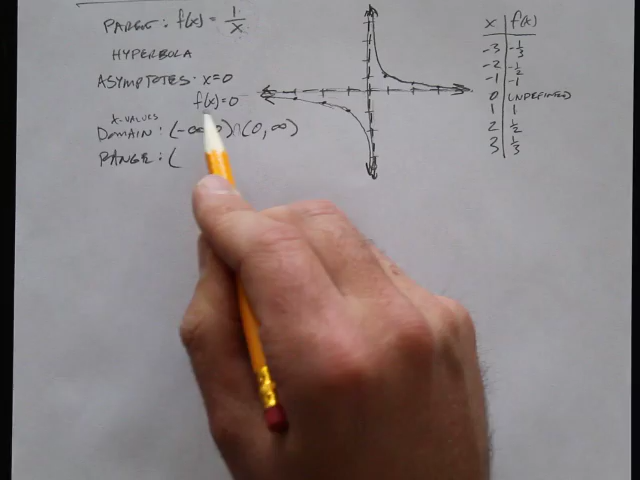 PARENT: f(x) = 1/x
HYPERBOLA
ASYMPTOTES: x=0
f(x)=0
X-VALUES
DOMAIN: (-∞, 0)∩(0, ∞)
RANGE: (
x f(x)
-3 -1/3
-2 -1/2
-1 -1
0 UNDEFINED
1 1
2 1/2
3 1/3